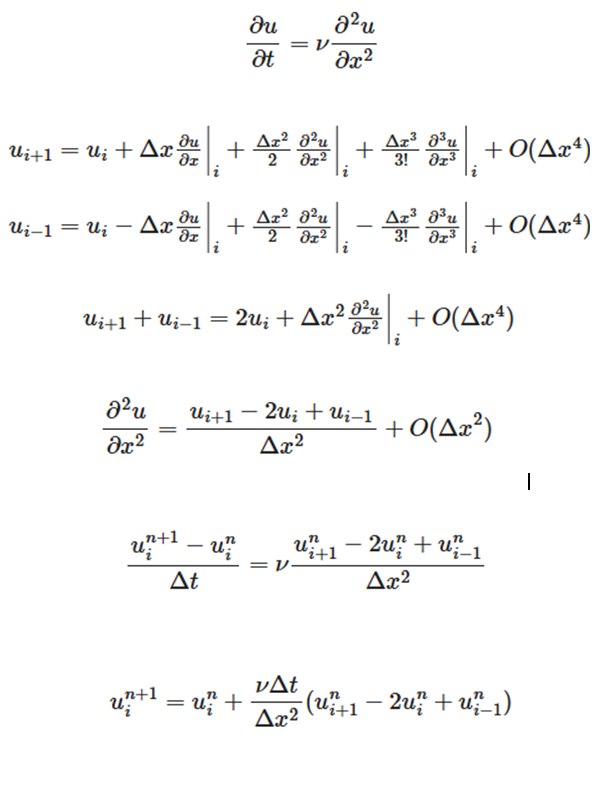 ∂u/∂t = ν ∂²u/∂x²
u_{i+1} = u_i + Δx ∂u/∂x|_i + Δx²/2 ∂²u/∂x²|_i + Δx³/3! ∂³u/∂x³|_i + O(Δx⁴)
u_{i−1} = u_i − Δx ∂u/∂x|_i + Δx²/2 ∂²u/∂x²|_i − Δx³/3! ∂³u/∂x³|_i + O(Δx⁴)
u_{i+1} + u_{i−1} = 2u_i + Δx² ∂²u/∂x²|_i + O(Δx⁴)
∂²u/∂x² = (u_{i+1} − 2u_i + u_{i−1})/Δx² + O(Δx²)
(u_i^{n+1} − u_i^n)/Δt = ν (u_{i+1}^n − 2u_i^n + u_{i−1}^n)/Δx²
u_i^{n+1} = u_i^n + νΔt/Δx² (u_{i+1}^n − 2u_i^n + u_{i−1}^n)